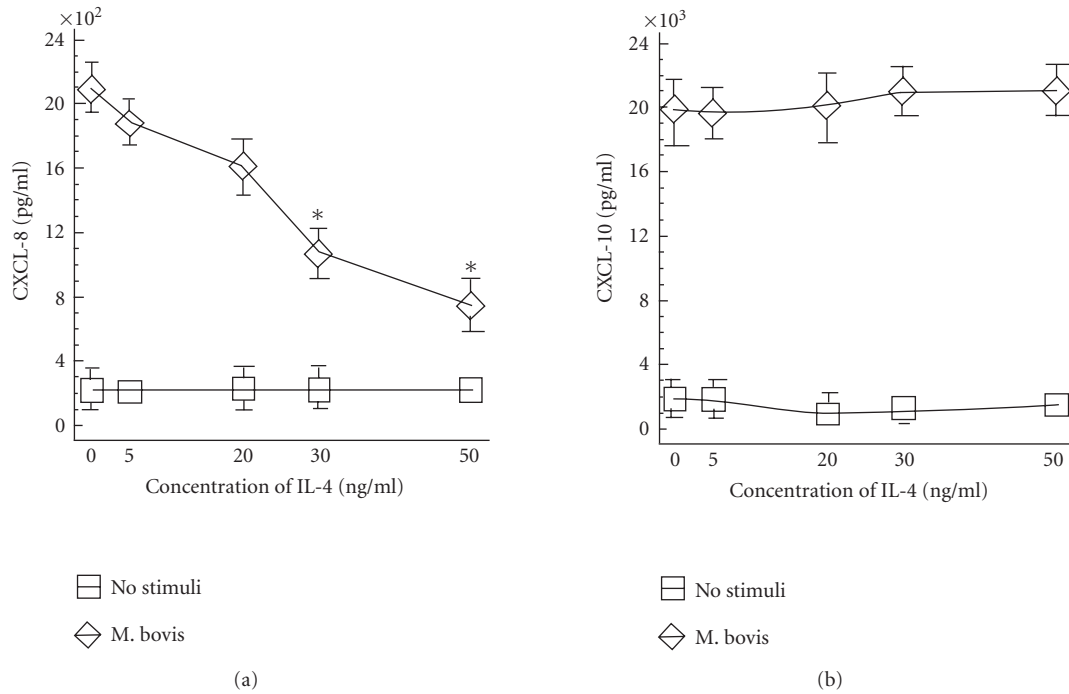 ×10²
24
20
16
12
8
4
0
CXCL-8 (pg/ml)
*
*
0 5 20 30 50
Concentration of IL-4 (ng/ml)
No stimuli
M. bovis
(a)
×10³
24
20
16
12
8
4
0
CXCL-10 (pg/ml)
0 5 20 30 50
Concentration of IL-4 (ng/ml)
No stimuli
M. bovis
(b)